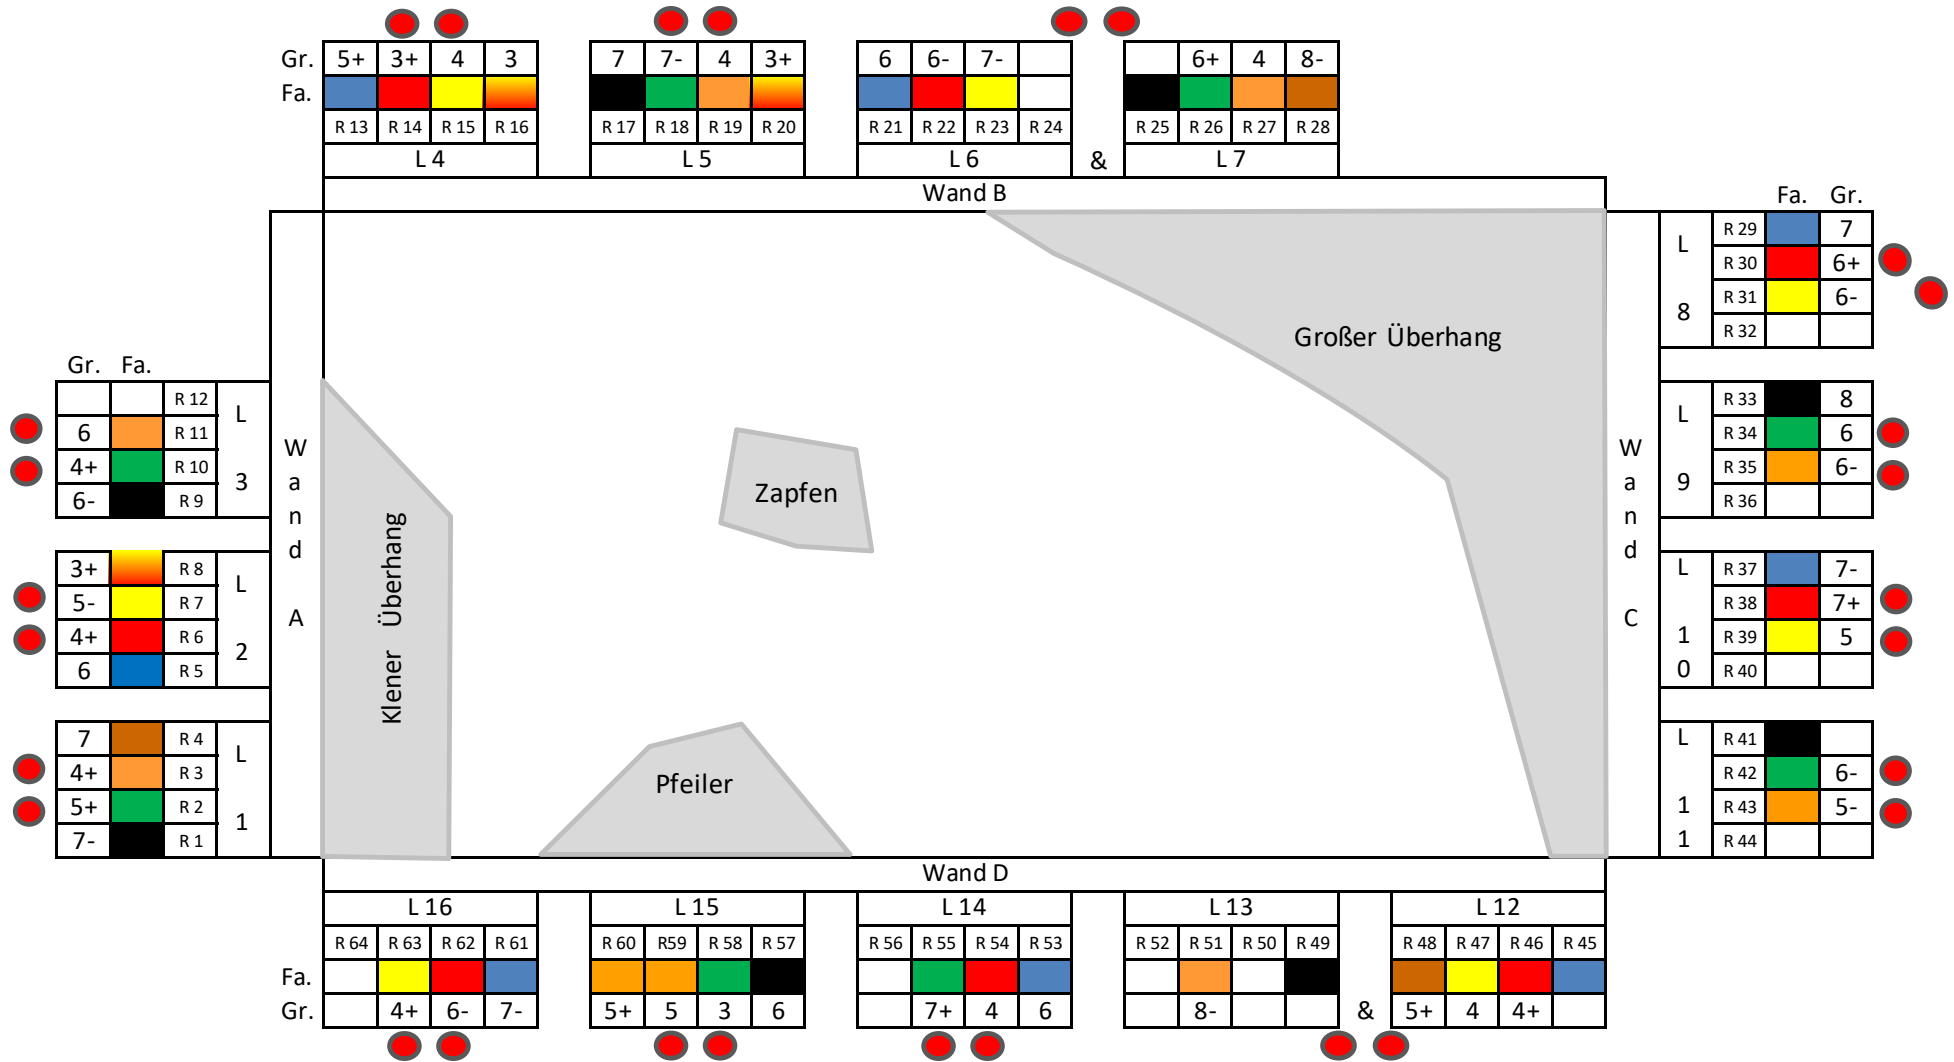 Gr. 5+ 3+ 4 3 7 7- 4 3+ 6 6- 7- 6+ 4 8-
Fa.
R 13 R 14 R 15 R 16 R 17 R 18 R 19 R 20 R 21 R 22 R 23 R 24 R 25 R 26 R 27 R 28
L 4 L 5 L 6 & L 7
Wand B
Fa. Gr.
L 8
R 29 7
R 30 6+
R 31 6-
R 32
Großer Überhang
Gr. Fa.
R 12
6 R 11
4+ R 10
6- R 9
L 3
3+ R 8
5- R 7
4+ R 6
6 R 5
L 2
7 R 4
4+ R 3
5+ R 2
7- R 1
L 1
Wand A
Klener Überhang
Zapfen
Pfeiler
Wand C
L 9
R 33 8
R 34 6
R 35 6-
R 36
L 10
R 37 7-
R 38 7+
R 39 5
R 40
L 11
R 41
R 42 6-
R 43 5-
R 44
Wand D
L 16 L 15 L 14 L 13 L 12
R 64 R 63 R 62 R 61 R 60 R59 R 58 R 57 R 56 R 55 R 54 R 53 R 52 R 51 R 50 R 49 R 48 R 47 R 46 R 45
Fa.
Gr. 4+ 6- 7- 5+ 5 3 6 7+ 4 6 8- & 5+ 4 4+